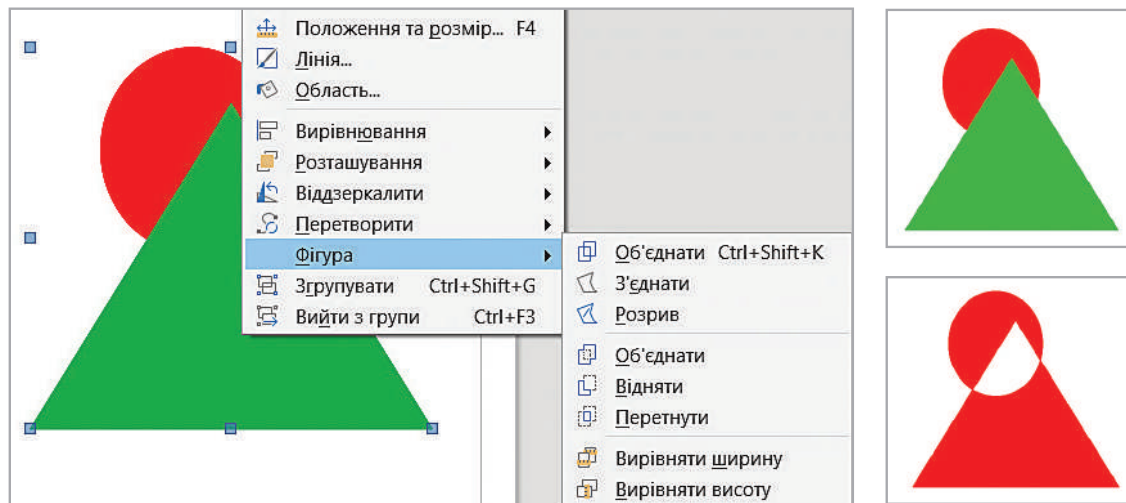 Положення та розмір... F4
Лінія...
Область...
Вирівнювання
Розташування
Віддзеркалити
Перетворити
Фігура
Згрупувати Ctrl+Shift+G
Вийти з групи Ctrl+F3
Об'єднати Ctrl+Shift+K
З'єднати
Розрив
Об'єднати
Відняти
Перетнути
Вирівняти ширину
Вирівняти висоту